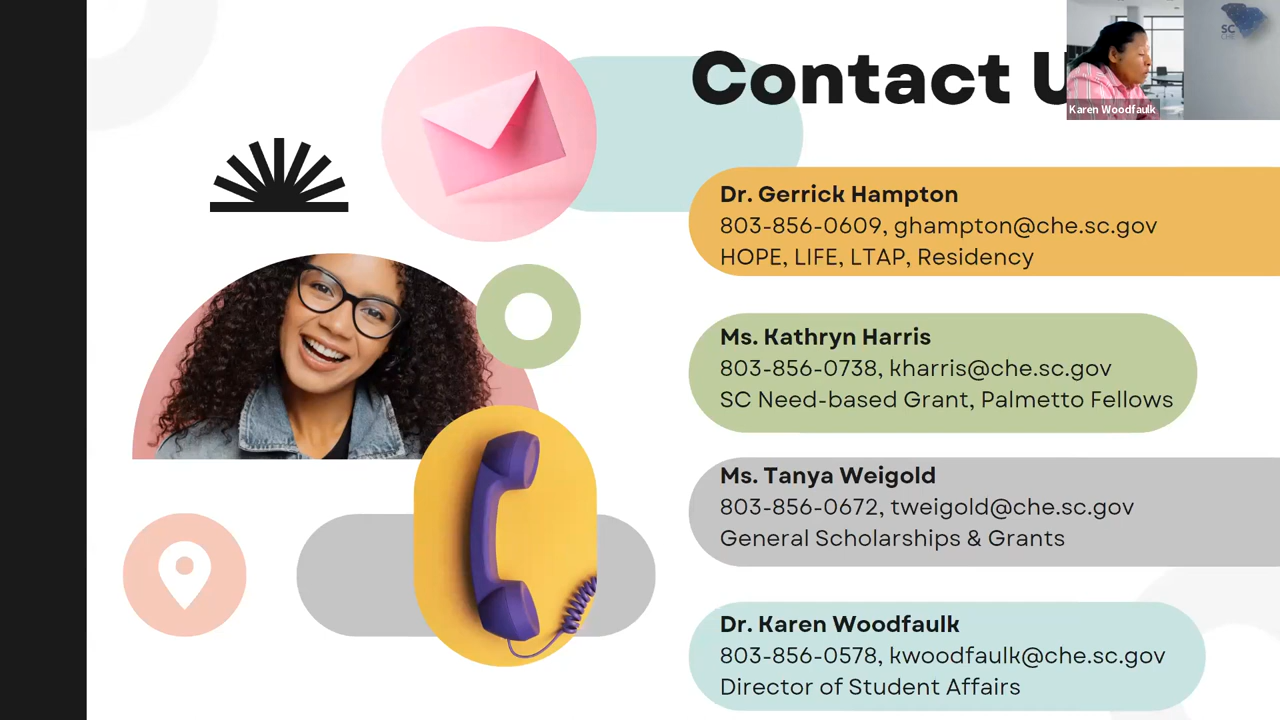 Contact U
SC
CHE
Karen Woodfaulk
Dr. Gerrick Hampton
803-856-0609, ghampton@che.sc.gov
HOPE, LIFE, LTAP, Residency
Ms. Kathryn Harris
803-856-0738, kharris@che.sc.gov
SC Need-based Grant, Palmetto Fellows
Ms. Tanya Weigold
803-856-0672, tweigold@che.sc.gov
General Scholarships & Grants
Dr. Karen Woodfaulk
803-856-0578, kwoodfaulk@che.sc.gov
Director of Student Affairs